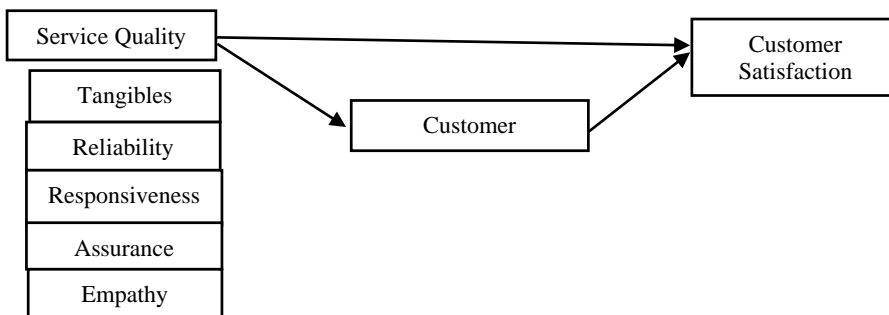 Service Quality
Customer
Satisfaction
Tangibles
Customer
Reliability
Responsiveness
Assurance
Empathy